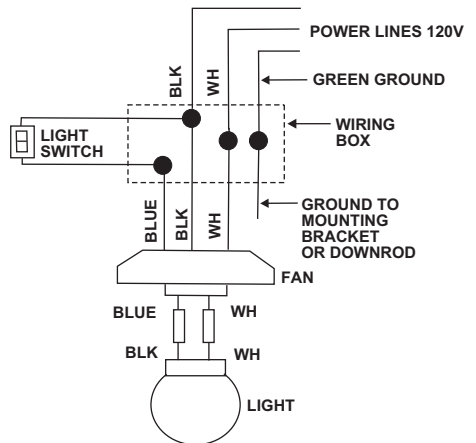 POWER LINES 120V
BLK
WH
GREEN GROUND
LIGHT
SWITCH
WIRING
BOX
BLUE
BLK
WH
GROUND TO
MOUNTING
BRACKET
OR DOWNROD
FAN
BLUE
WH
BLK
WH
LIGHT